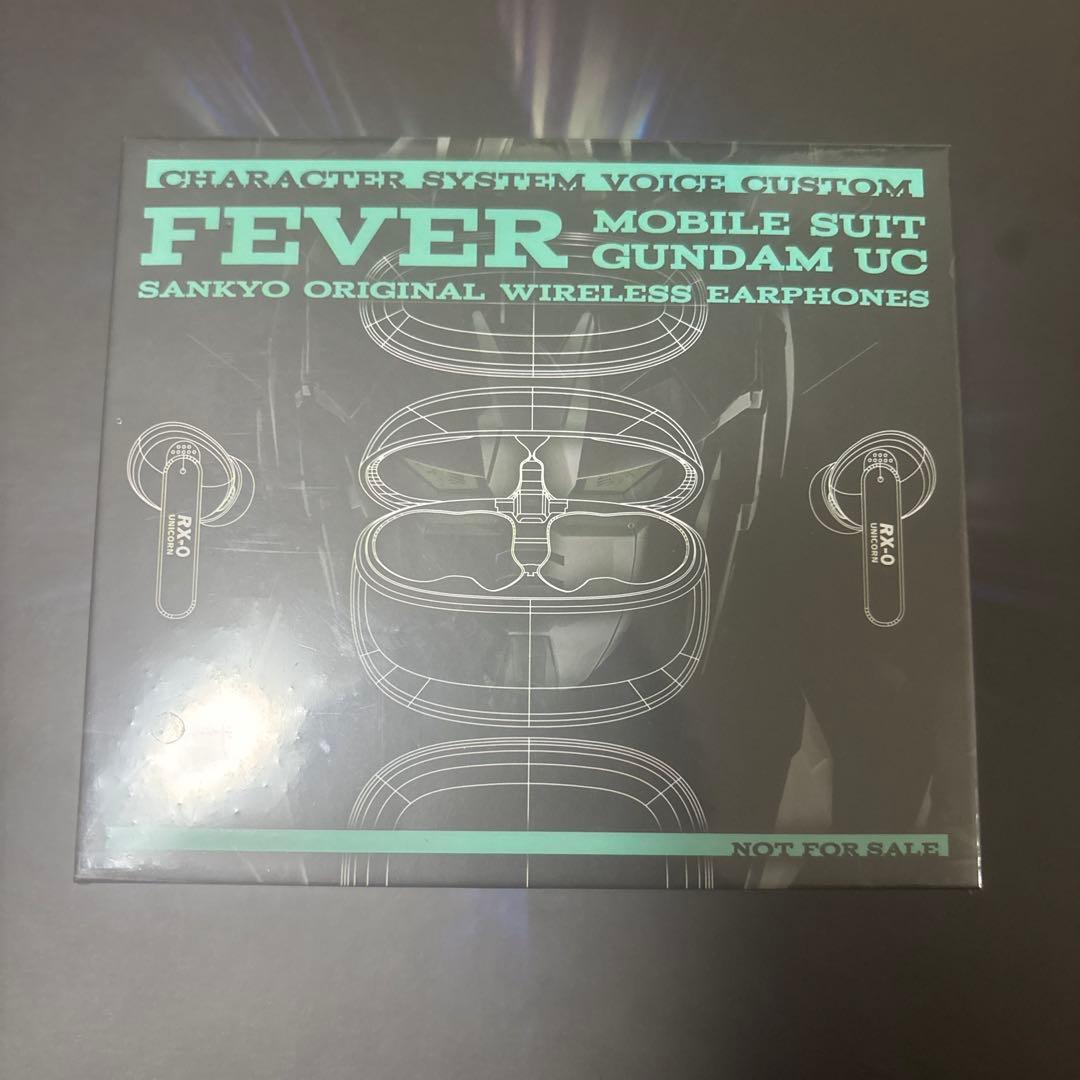 CHARACTER SYSTEM VOICE CUSTOM
FEVER
MOBILE SUIT
GUNDAM UC
SANKYO ORIGINAL WIRELESS EARPHONES
RX-0
UNICORN
RX-0
UNICORN
NOT FOR SALE